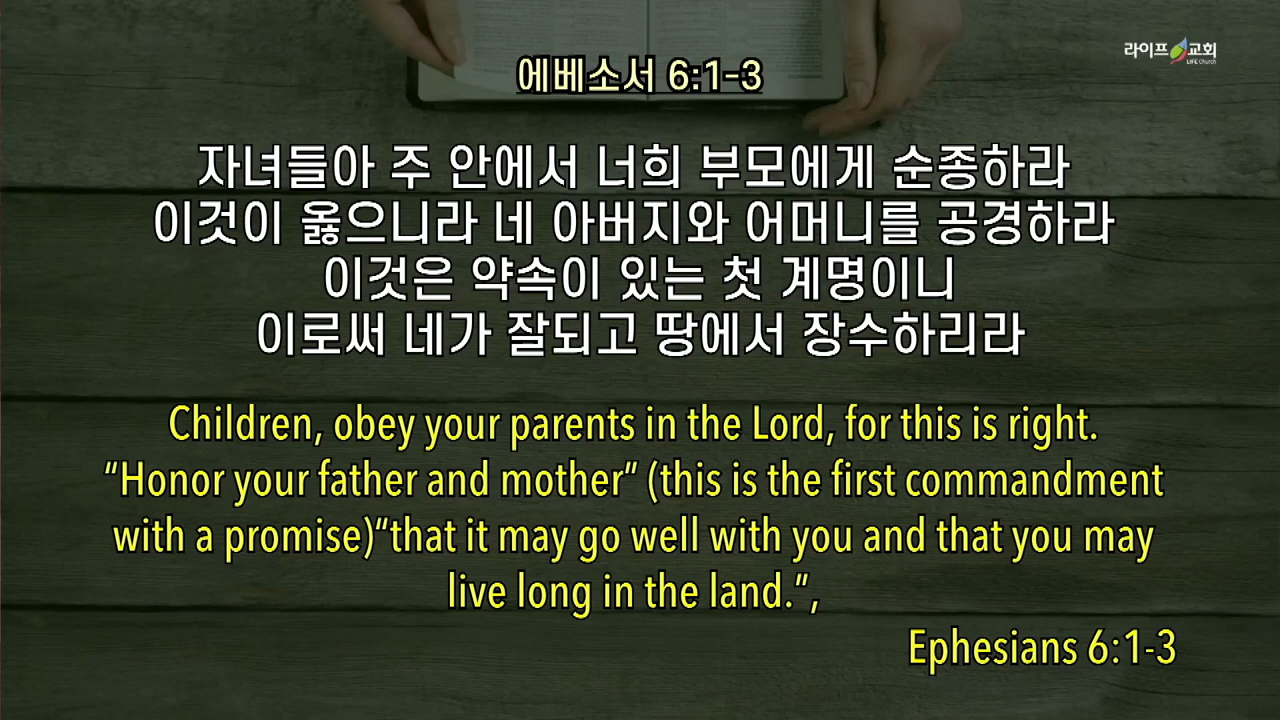 라이프 교회
LIFE Church
에베소서 6:1-3
자녀들아 주 안에서 너희 부모에게 순종하라
이것이 옳으니라 네 아버지와 어머니를 공경하라
이것은 약속이 있는 첫 계명이니
이로써 네가 잘되고 땅에서 장수하리라
Children, obey your parents in the Lord, for this is right.
“Honor your father and mother” (this is the first commandment
with a promise)“that it may go well with you and that you may
live long in the land.”,
Ephesians 6:1-3